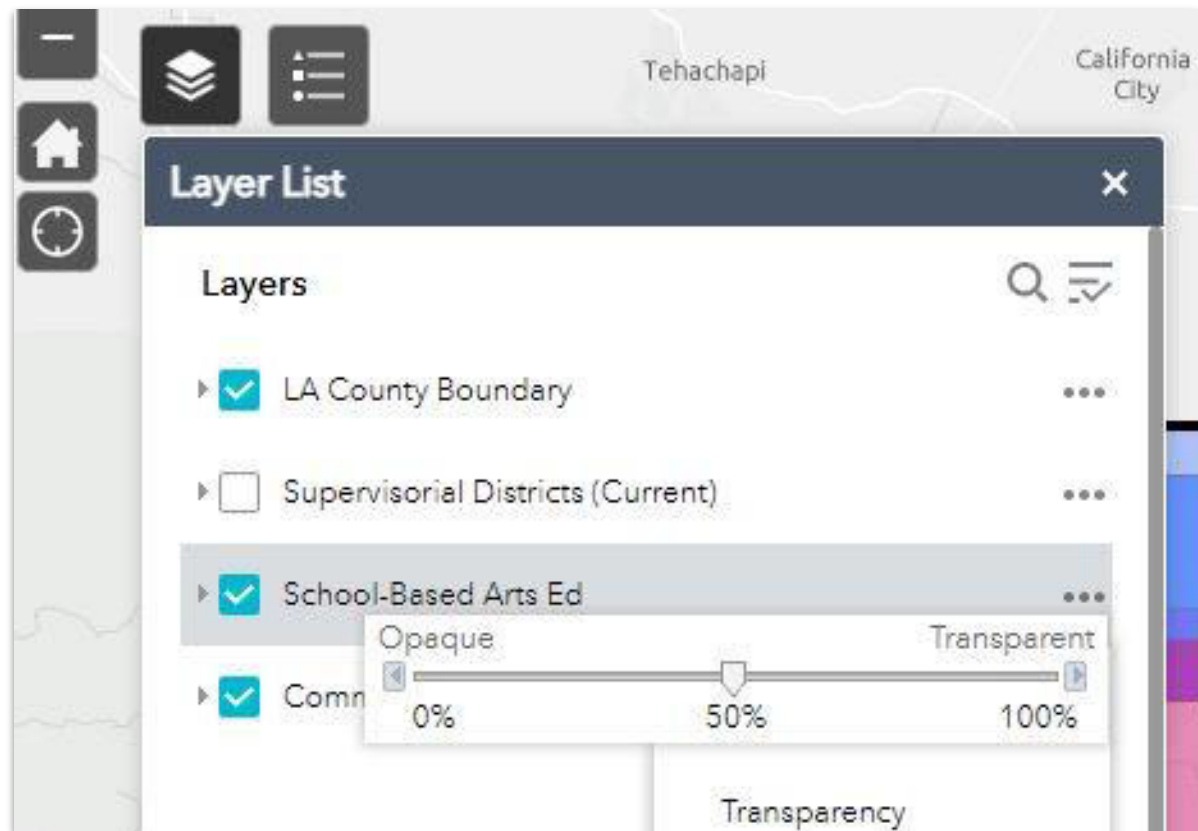 Tehachapi
California
City
Layer List
Layers
LA County Boundary
Supervisorial Districts (Current)
School-Based Arts Ed
Opaque Transparent
0% 50% 100%
Transparency